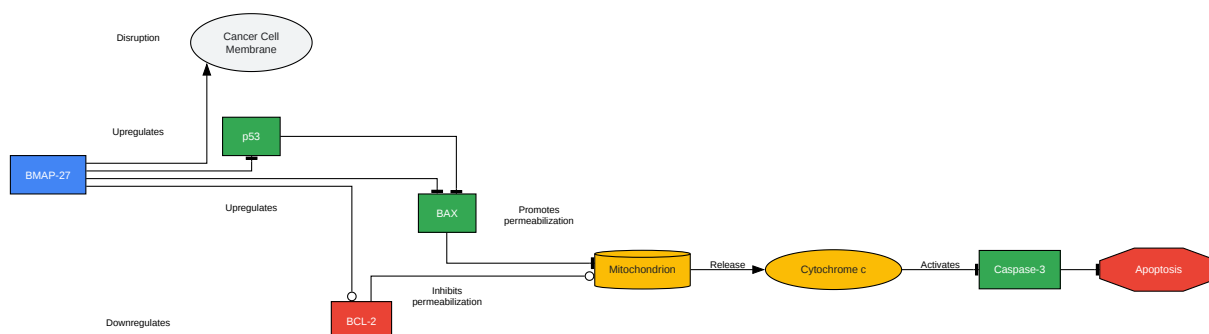 Disruption
Cancer Cell
Membrane
Upregulates
p53
BMAP-27
Upregulates
BAX
Promotes
permeabilization
Mitochondrion
Release
Cytochrome c
Activates
Caspase-3
Apoptosis
Inhibits
permeabilization
Downregulates
BCL-2